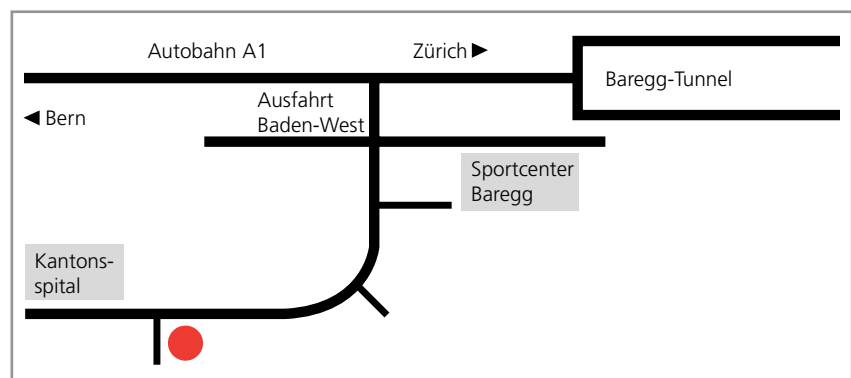 Autobahn A1
Zürich ►
Baregg-Tunnel
◄ Bern
Ausfahrt
Baden-West
Sportcenter
Baregg
Kantons-
spital